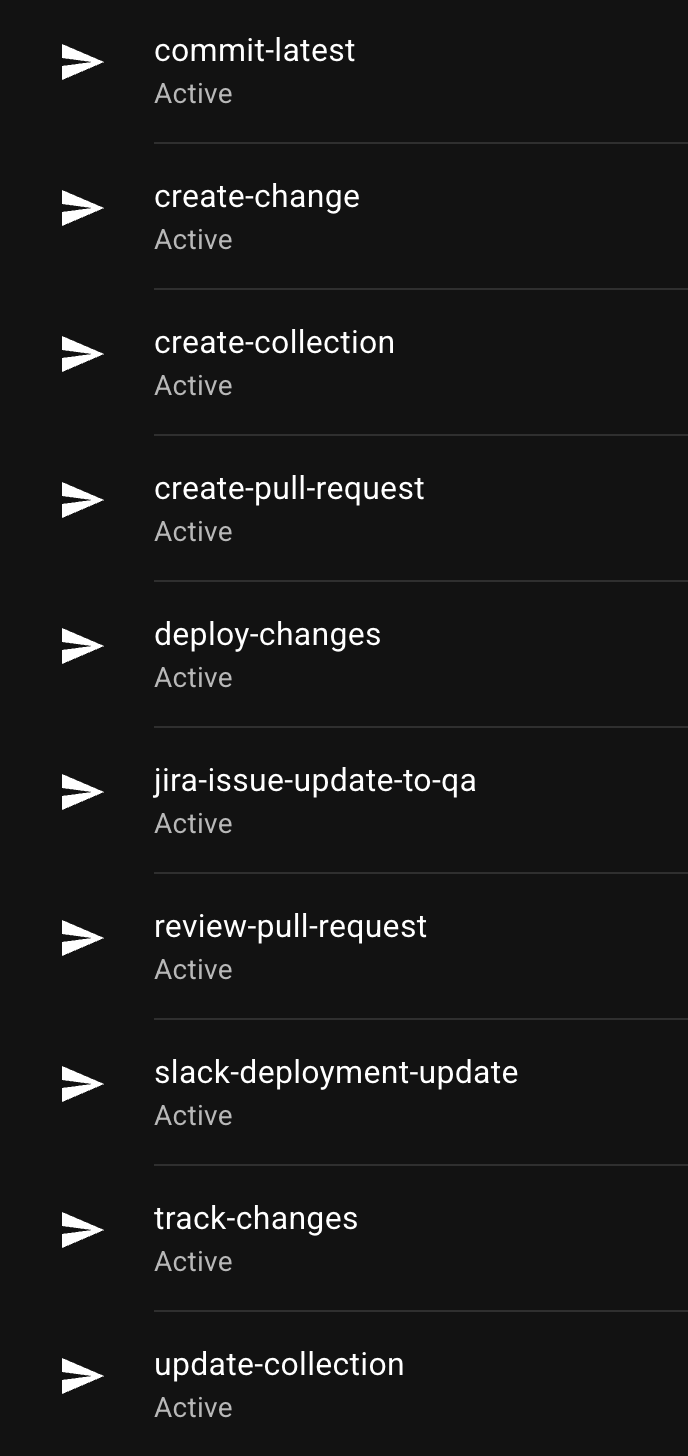 commit-latest
Active
create-change
Active
create-collection
Active
create-pull-request
Active
deploy-changes
Active
jira-issue-update-to-qa
Active
review-pull-request
Active
slack-deployment-update
Active
track-changes
Active
update-collection
Active